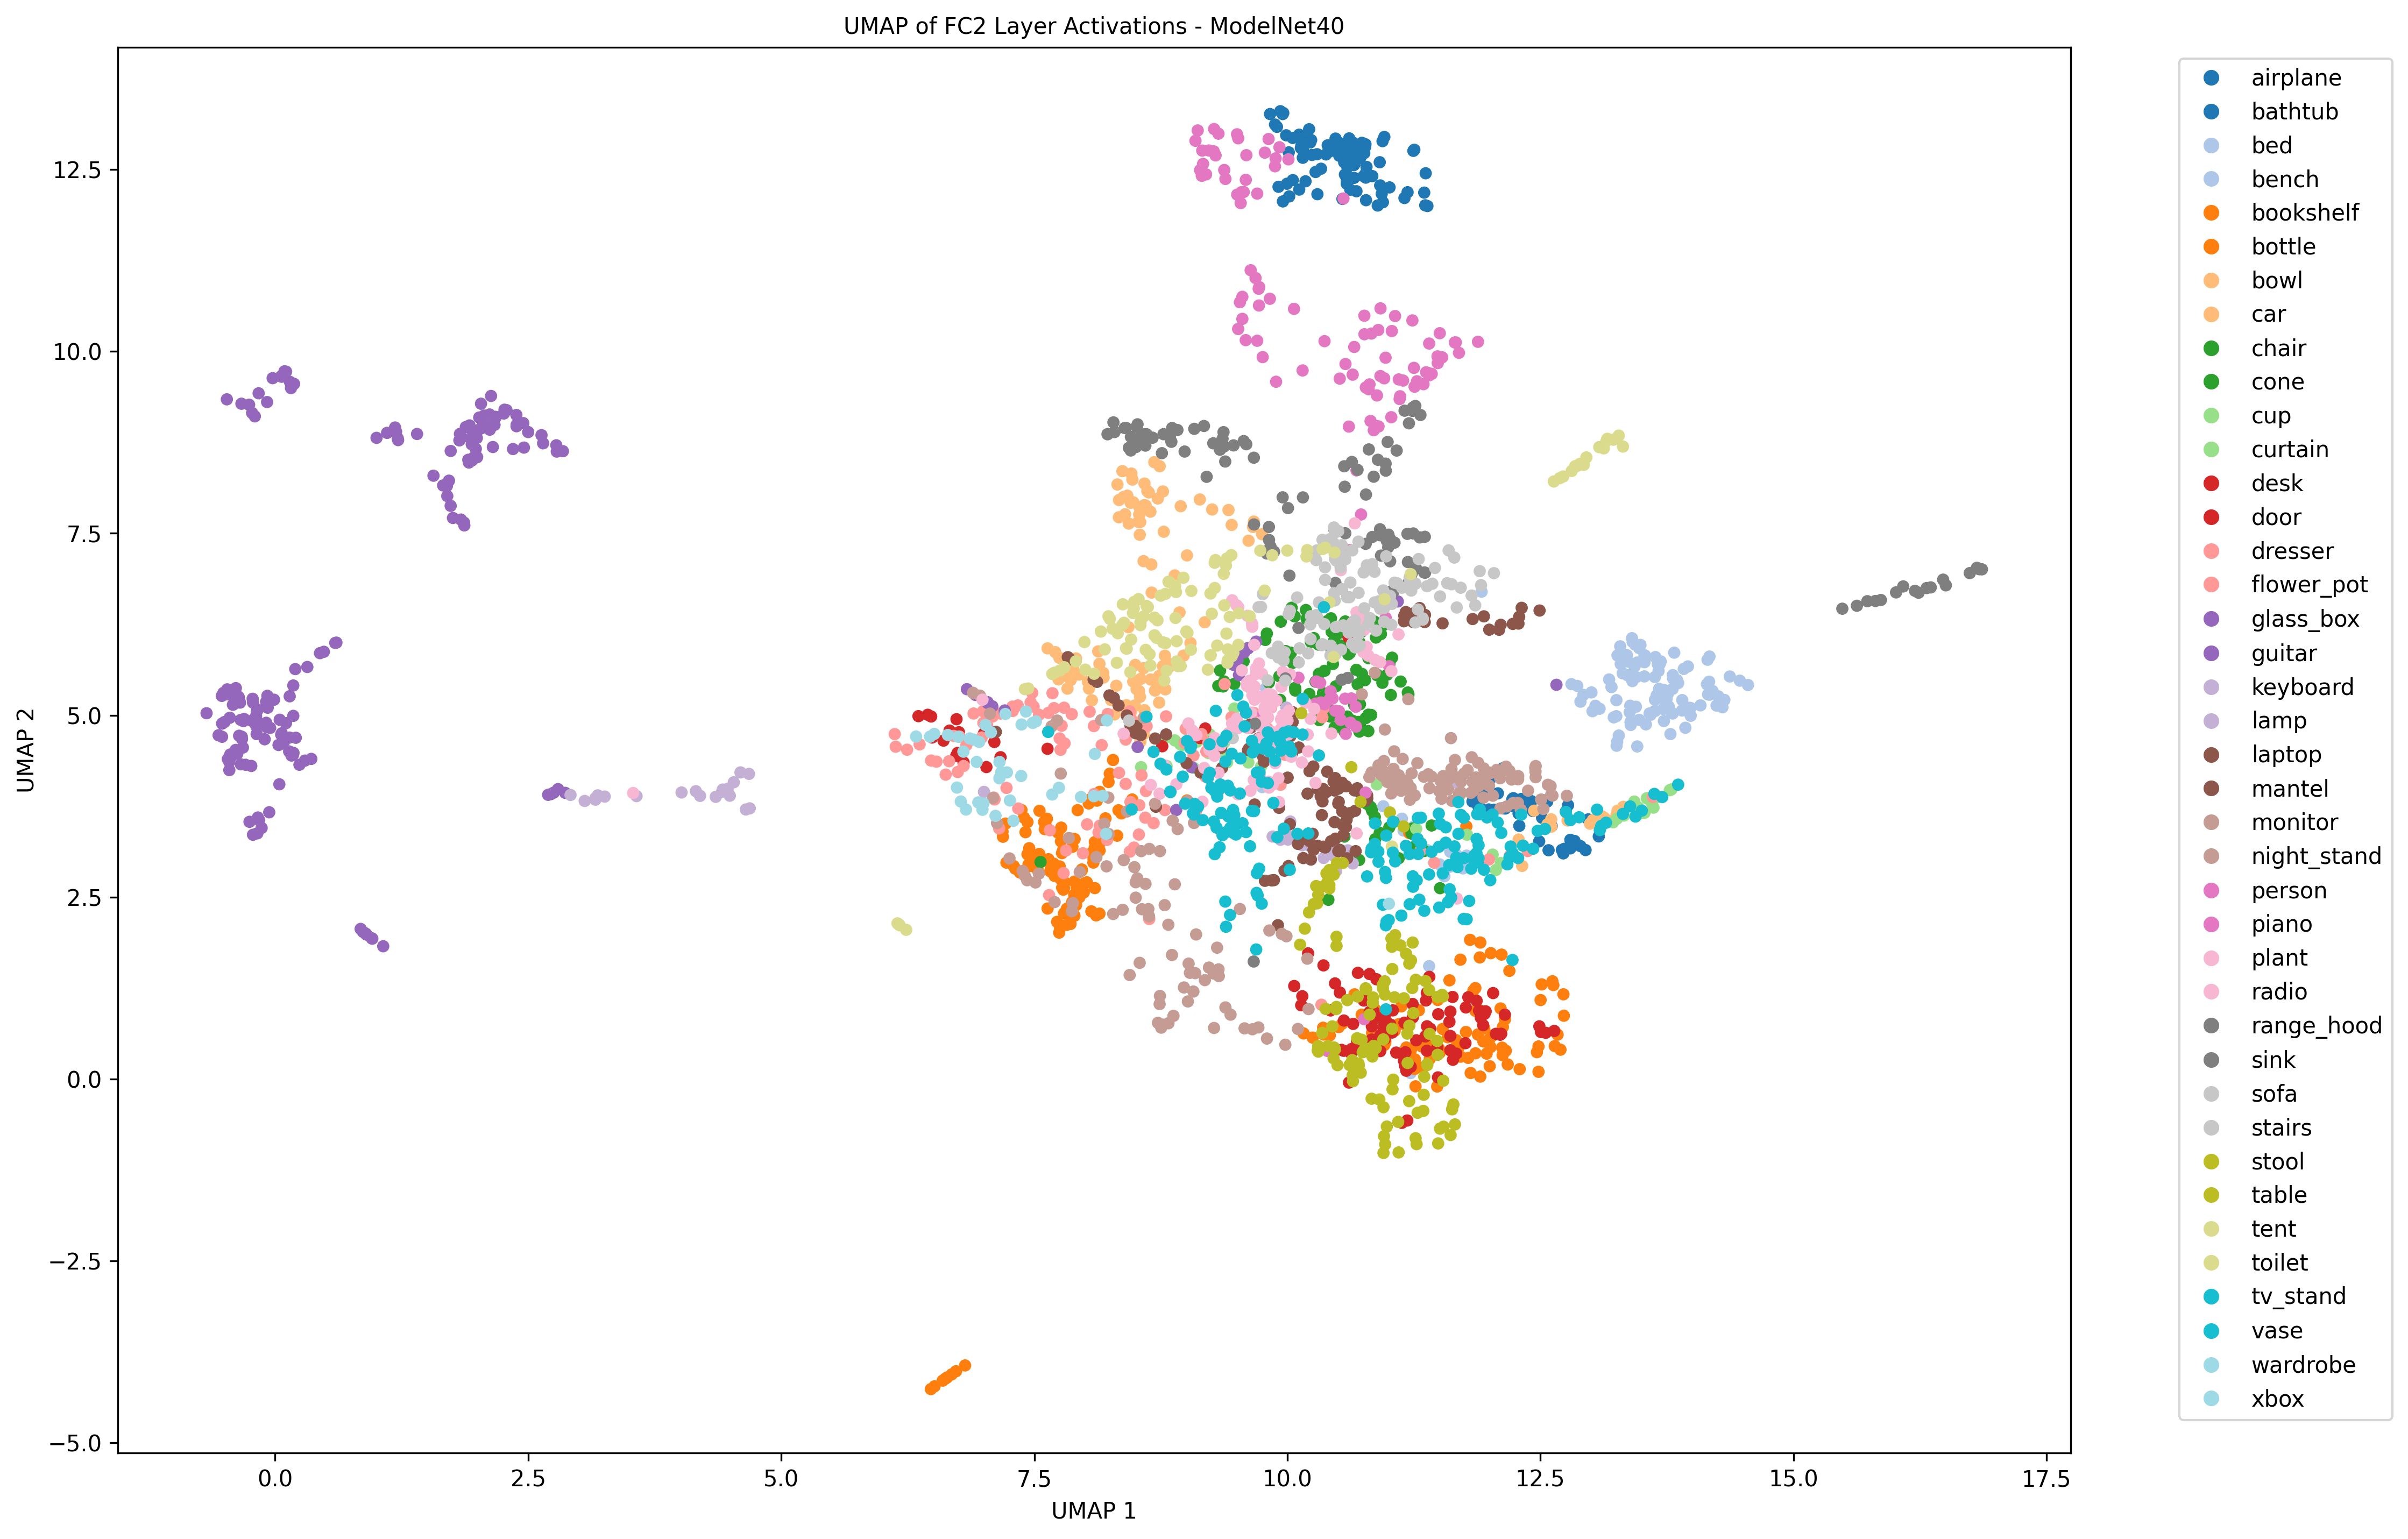 UMAP of FC2 Layer Activations - ModelNet40
12.5
10.0
7.5
5.0
2.5
0.0
−2.5
−5.0
UMAP 2
0.0 2.5 5.0 7.5 10.0 12.5 15.0 17.5
UMAP 1
airplane
bathtub
bed
bench
bookshelf
bottle
bowl
car
chair
cone
cup
curtain
desk
door
dresser
flower_pot
glass_box
guitar
keyboard
lamp
laptop
mantel
monitor
night_stand
person
piano
plant
radio
range_hood
sink
sofa
stairs
stool
table
tent
toilet
tv_stand
vase
wardrobe
xbox